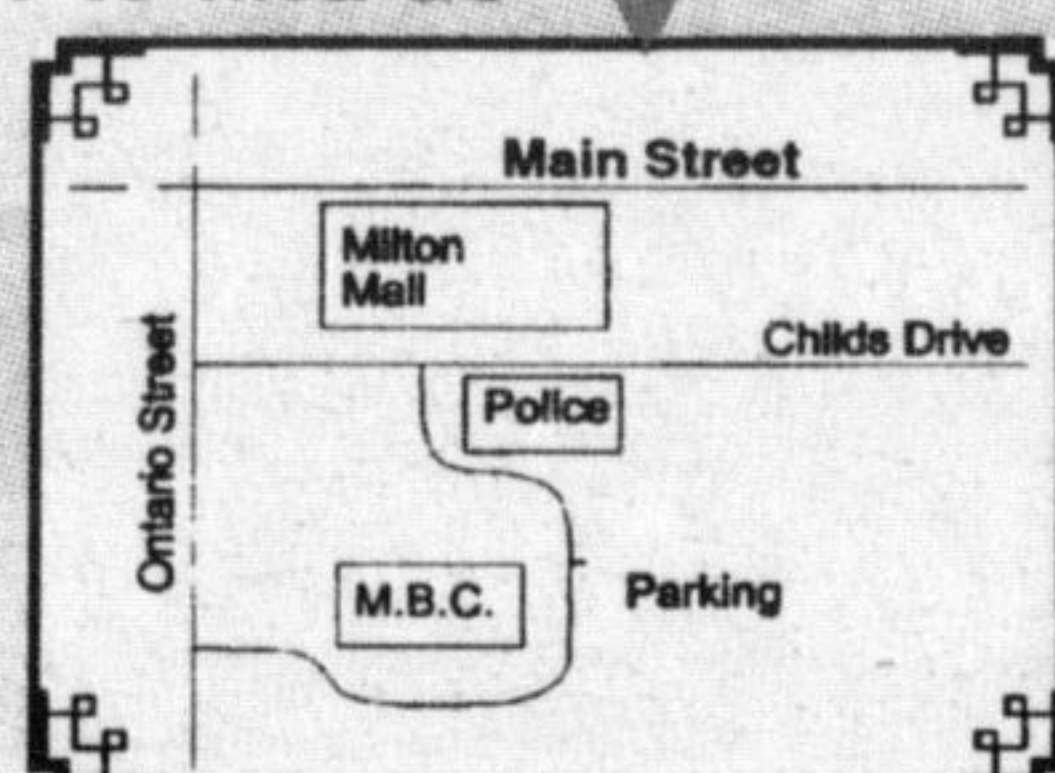 Main Street
Milton
Mall
Childs Drive
Ontario Street
Police
M.B.C.
Parking